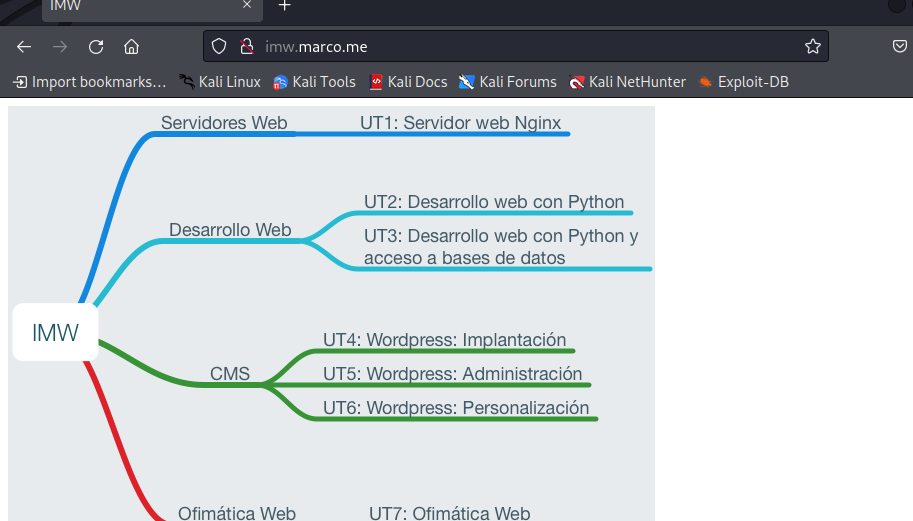 IMW
imw.marco.me
Import bookmarks...
Kali Linux
Kali Tools
Kali Docs
Kali Forums
Kali NetHunter
Exploit-DB
Servidores Web
UT1: Servidor web Nginx
UT2: Desarrollo web con Python
Desarrollo Web
UT3: Desarrollo web con Python y
acceso a bases de datos
IMW
UT4: Wordpress: Implantación
CMS
UT5: Wordpress: Administración
UT6: Wordpress: Personalización
Ofimática Web
UT7: Ofimática Web